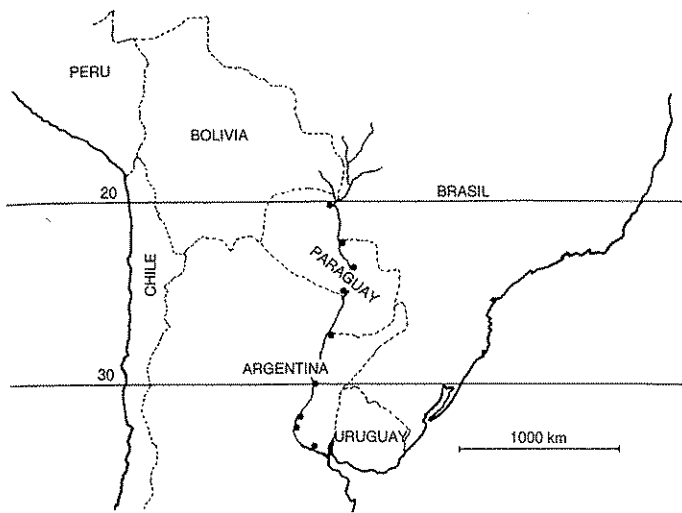 PERU
BOLIVIA
20
BRASIL
CHILE
PARAGUAY
ARGENTINA
30
URUGUAY
1000 km